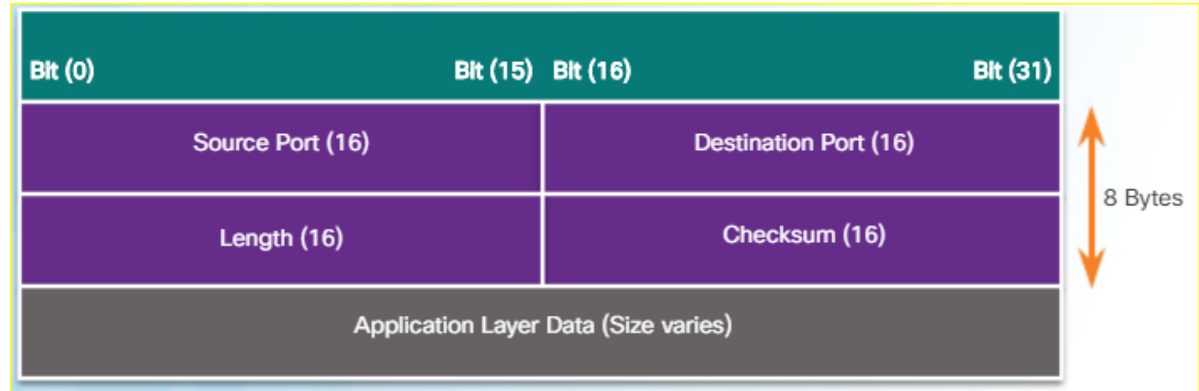 Bit (0) Bit (15) Bit (16) Bit (31)
Source Port (16) Destination Port (16)
8 Bytes
Length (16) Checksum (16)
Application Layer Data (Size varies)